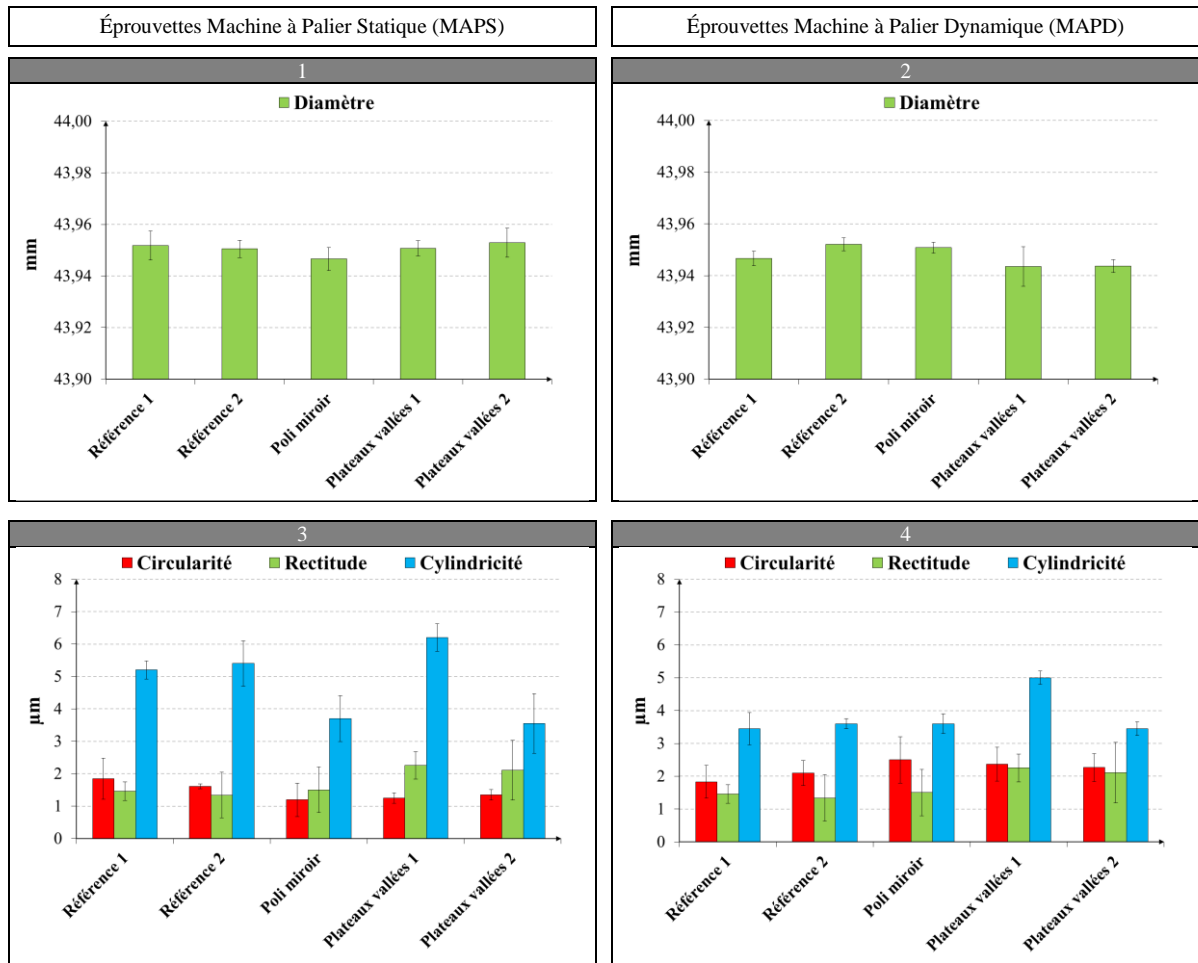 Éprouvettes Machine à Palier Statique (MAPS)
Éprouvettes Machine à Palier Dynamique (MAPD)
1
Diamètre
mm
44,00
43,98
43,96
43,94
43,92
43,90
Référence 1
Référence 2
Poli miroir
Plateaux vallées 1
Plateaux vallées 2
2
Diamètre
mm
44,00
43,98
43,96
43,94
43,92
43,90
Référence 1
Référence 2
Poli miroir
Plateaux vallées 1
Plateaux vallées 2
3
Circularité Rectitude Cylindricité
µm
8
7
6
5
4
3
2
1
0
Référence 1
Référence 2
Poli miroir
Plateaux vallées 1
Plateaux vallées 2
4
Circularité Rectitude Cylindricité
µm
8
7
6
5
4
3
2
1
0
Référence 1
Référence 2
Poli miroir
Plateaux vallées 1
Plateaux vallées 2